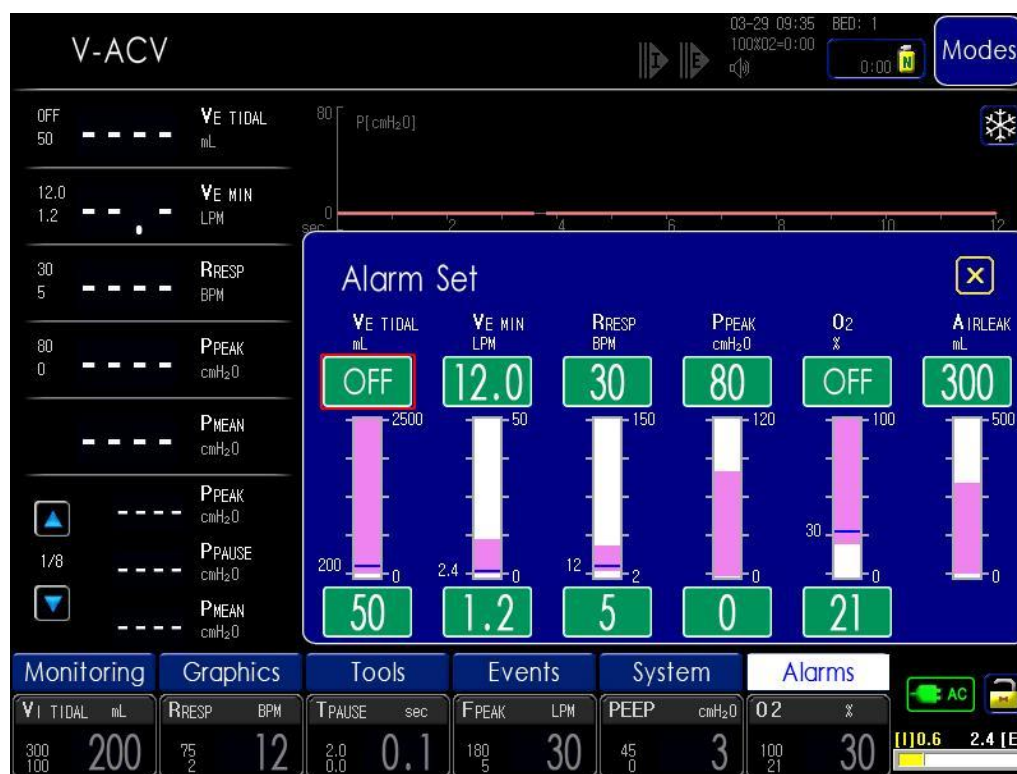 V-ACV
03-29 09:35 BED: 1
100%O2=0:00
I E
0:00 N
Modes
OFF
50 - - - - VE TIDAL
mL
12.0
1.2 - - . - VE MIN
LPM
30
5 - - - - RRESP
BPM
80
0 - - - - PPEAK
cmH2O
- - - - PMEAN
cmH2O
---- PPEAK
cmH2O
1/8
---- PPAUSE
cmH2O
---- PMEAN
cmH2O
80 P[cmH2O]
0
sec 2 4 6 8 10 12
Alarm Set
VE TIDAL VE MIN RRESP PPEAK O2 AIRLEAK
mL LPM BPM cmH2O % mL
OFF 12.0 30 80 OFF 300
2500 50 150 120 100 500
30
200 2.4 12
0 0 2 0 0 0
50 1.2 5 0 21
Monitoring Graphics Tools Events System Alarms
AC
VI TIDAL mL RRESP BPM TPAUSE sec FPEAK LPM PEEP cmH2O O2 %
300 100 200 75 2 12 2.0 0.0 0.1 180 5 30 45 0 3 100 21 30
[I]0.6 2.4 [E